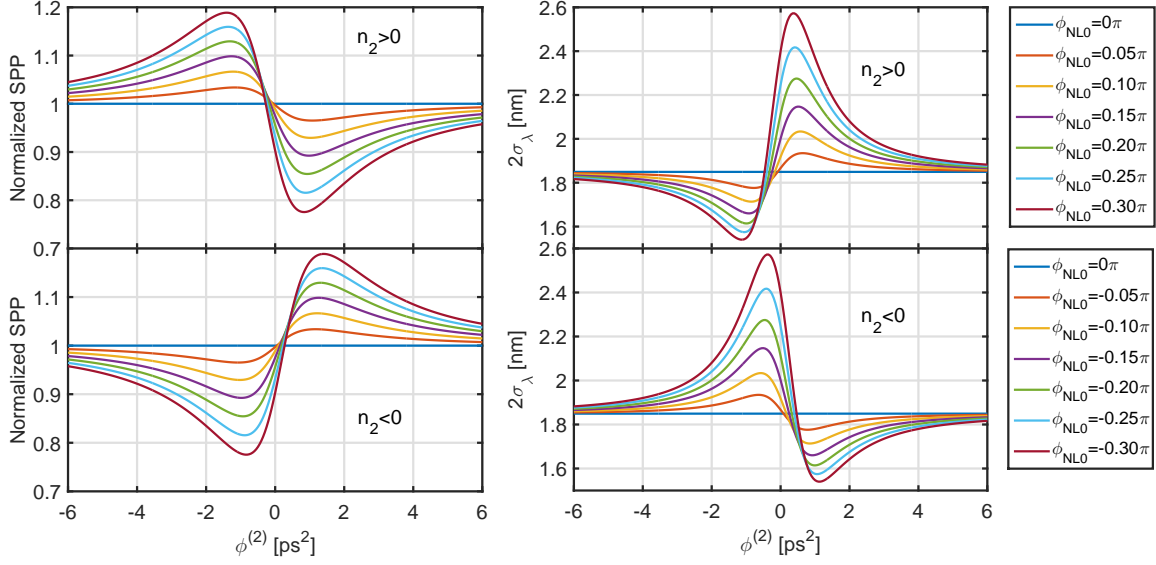 1.2
1.1
1
0.9
0.8
0.7
Normalized SPP
n2>0
2.6
2.4
2.2
2
1.8
1.6
2σλ [nm]
n2>0
ϕNL0=0π
ϕNL0=0.05π
ϕNL0=0.10π
ϕNL0=0.15π
ϕNL0=0.20π
ϕNL0=0.25π
ϕNL0=0.30π
1.1
1
0.9
0.8
0.7
Normalized SPP
n2<0
-6 -4 -2 0 2 4 6
ϕ(2) [ps2]
2.6
2.4
2.2
2
1.8
1.6
2σλ [nm]
n2<0
-6 -4 -2 0 2 4 6
ϕ(2) [ps2]
ϕNL0=0π
ϕNL0=-0.05π
ϕNL0=-0.10π
ϕNL0=-0.15π
ϕNL0=-0.20π
ϕNL0=-0.25π
ϕNL0=-0.30π